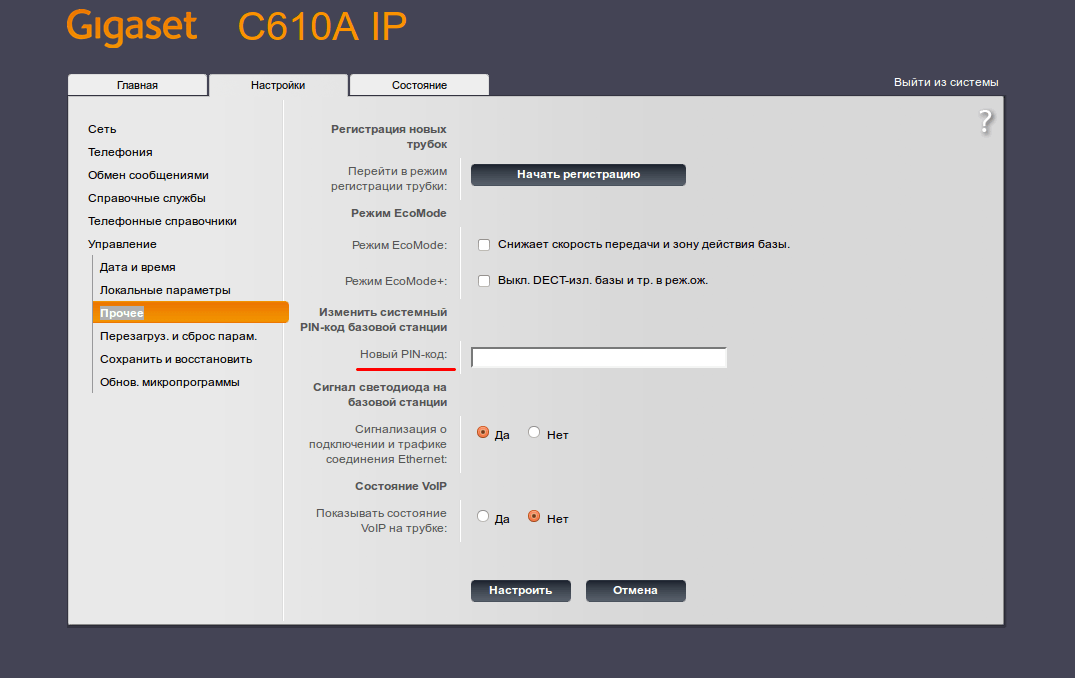 Gigaset C610A IP
Главная Настройки Состояние Выйти из системы
?
Сеть
Телефония
Обмен сообщениями
Справочные службы
Телефонные справочники
Управление
Дата и время
Локальные параметры
Прочее
Перезагруз. и сброс парам.
Сохранить и восстановить
Обнов. микропрограммы
Регистрация новых
трубок
Перейти в режим
регистрации трубки:
Начать регистрацию
Режим EcoMode
Режим EcoMode: Снижает скорость передачи и зону действия базы.
Режим EcoMode+: Выкл. DECT-изл. базы и тр. в реж.ож.
Изменить системный
PIN-код базовой станции
Новый PIN-код:
Сигнал светодиода на
базовой станции
Сигнализация о
подключении и трафике
соединения Ethernet:
Да Нет
Состояние VoIP
Показывать состояние
VoIP на трубке:
Да Нет
Настроить Отмена